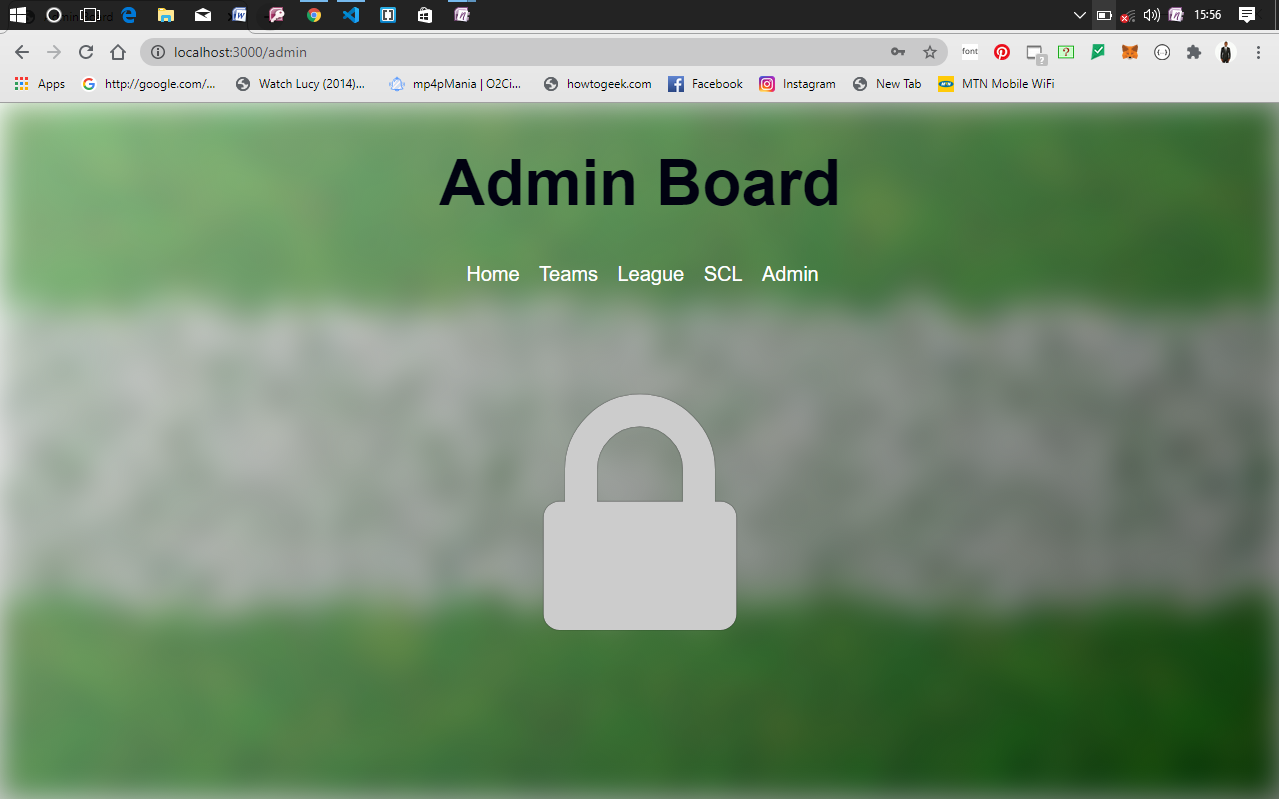 15:56
localhost:3000/admin
font
Apps http://google.com/... Watch Lucy (2014)... mp4pMania | O2Ci... howtogeek.com Facebook Instagram New Tab MTN Mobile WiFi
Admin Board
Home Teams League SCL Admin